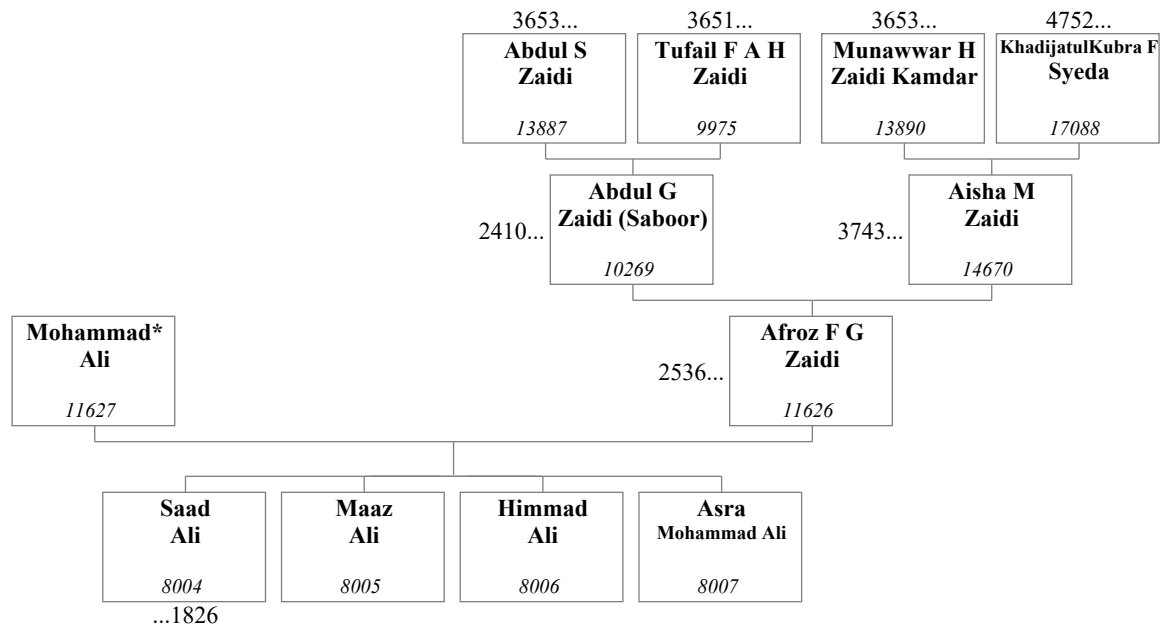 3653...
3651...
3653...
4752...
Abdul S
Zaidi
13887
Tufail F A H
Zaidi
9975
Munawwar H
Zaidi Kamdar
13890
KhadijatulKubra F
Syeda
17088
2410...
Abdul G
Zaidi (Saboor)
10269
3743...
Aisha M
Zaidi
14670
Mohammad*
Ali
11627
2536...
Afroz F G
Zaidi
11626
Saad
Ali
8004
Maaz
Ali
8005
Himmad
Ali
8006
Asra
Mohammad Ali
8007
...1826